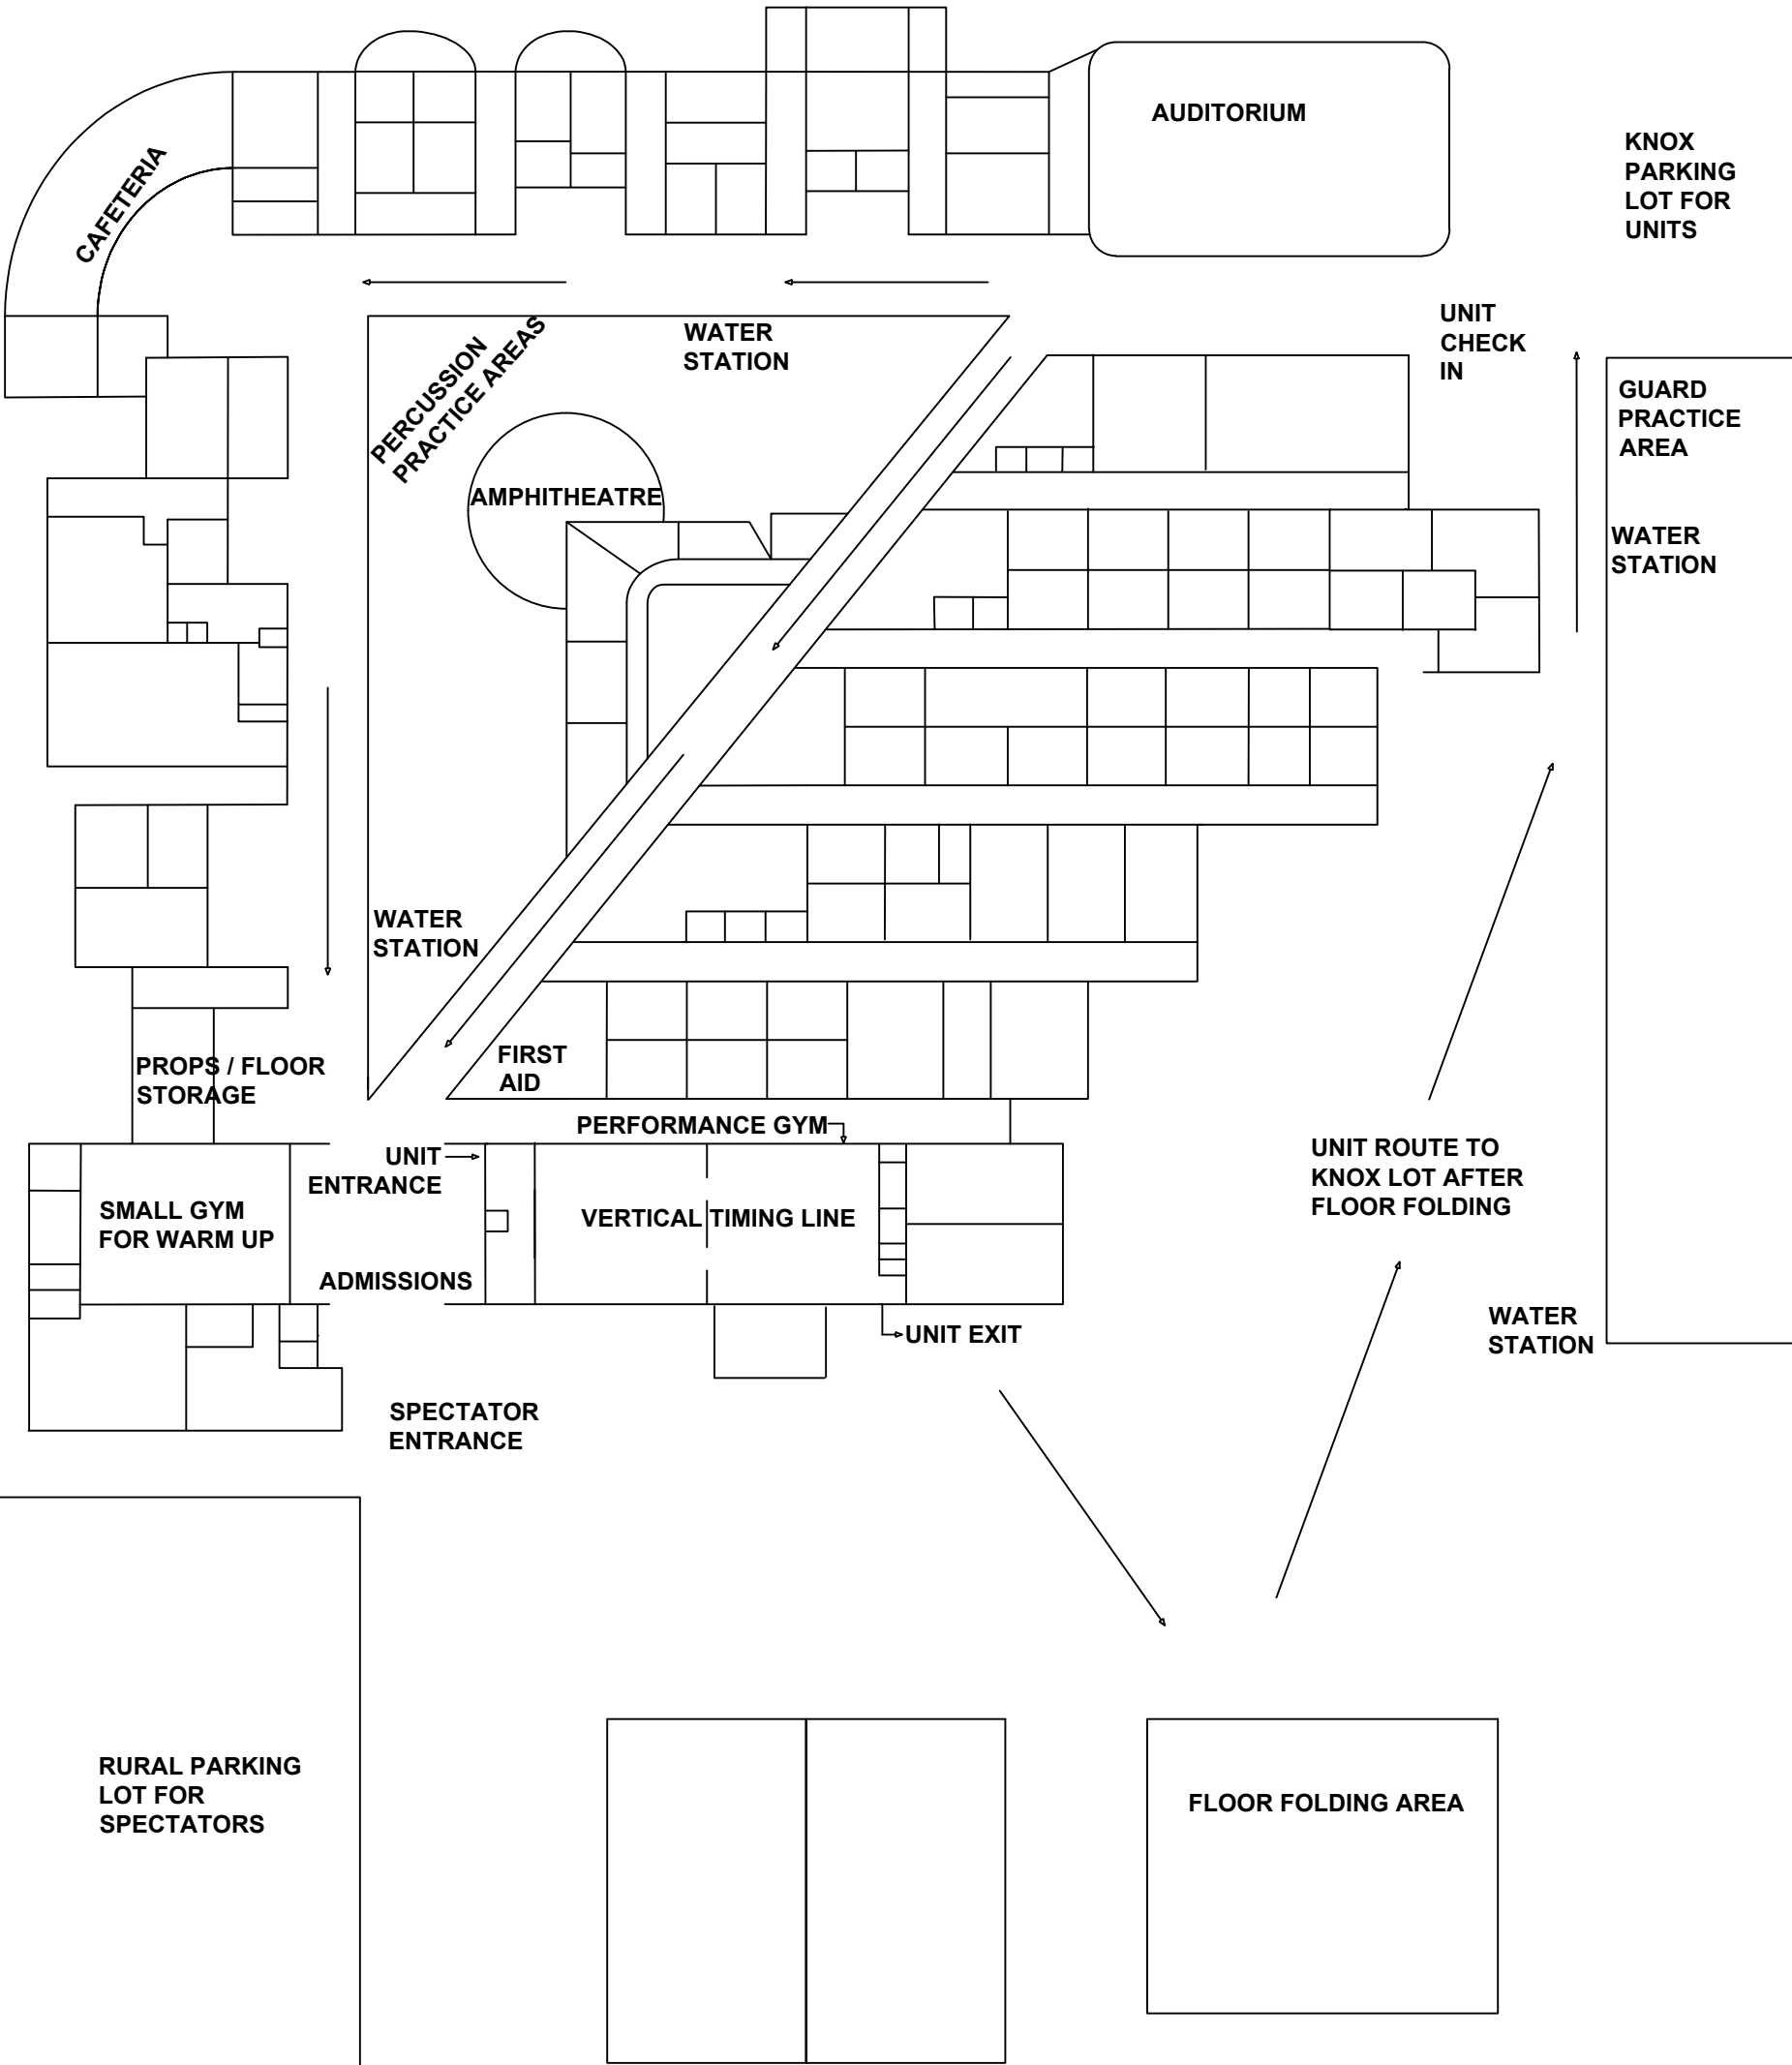 AUDITORIUM
KNOX
PARKING
LOT FOR
UNITS
CAFETERIA
UNIT
CHECK
IN
PERCUSSION
PRACTICE AREAS
WATER
STATION
GUARD
PRACTICE
AREA
AMPHITHEATRE
WATER
STATION
WATER
STATION
FIRST
AID
PROPS / FLOOR
STORAGE
PERFORMANCE GYM
UNIT
ENTRANCE
UNIT ROUTE TO
KNOX LOT AFTER
FLOOR FOLDING
SMALL GYM
FOR WARM UP
VERTICAL TIMING LINE
ADMISSIONS
UNIT EXIT
WATER
STATION
SPECTATOR
ENTRANCE
RURAL PARKING
LOT FOR
SPECTATORS
FLOOR FOLDING AREA